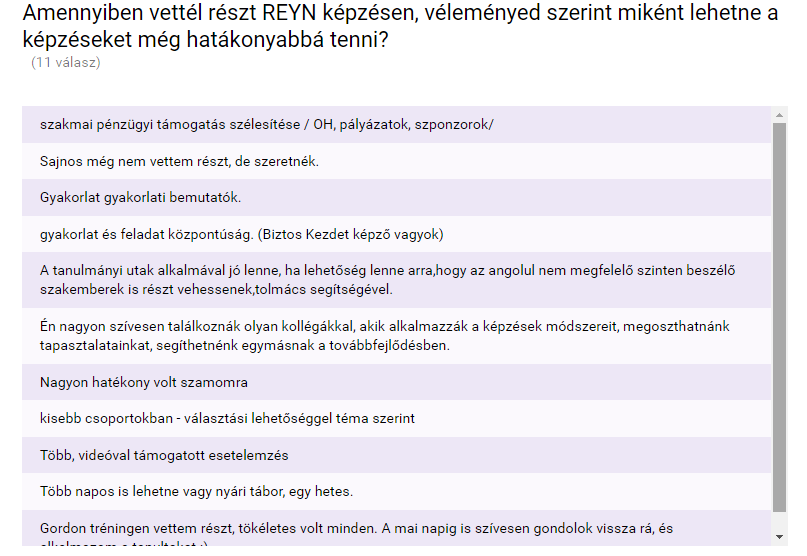 Amennyiben vettél részt REYN képzésen, véleményed szerint miként lehetne a
képzéseket még hatákonyabbá tenni?
(11 válasz)
szakmai pénzügyi támogatás szélesítése / OH, pályázatok, szponzorok/
Sajnos még nem vettem részt, de szeretnék.
Gyakorlat gyakorlati bemutatók.
gyakorlat és feladat központúság. (Biztos Kezdet képző vagyok)
A tanulmányi utak alkalmával jó lenne, ha lehetőség lenne arra,hogy az angolul nem megfelelő szinten beszélő
szakemberek is részt vehessenek,tolmács segítségével.
Én nagyon szívesen találkoznák olyan kollégákkal, akik alkalmazzák a képzések módszereit, megoszthatnánk
tapasztalatainkat, segíthetnénk egymásnak a továbbfejlődésben.
Nagyon hatékony volt szamomra
kisebb csoportokban - választási lehetőséggel téma szerint
Több, videóval támogatott esetelemzés
Több napos is lehetne vagy nyári tábor, egy hetes.
Gordon tréningen vettem részt, tökéletes volt minden. A mai napig is szívesen gondolok vissza rá, és